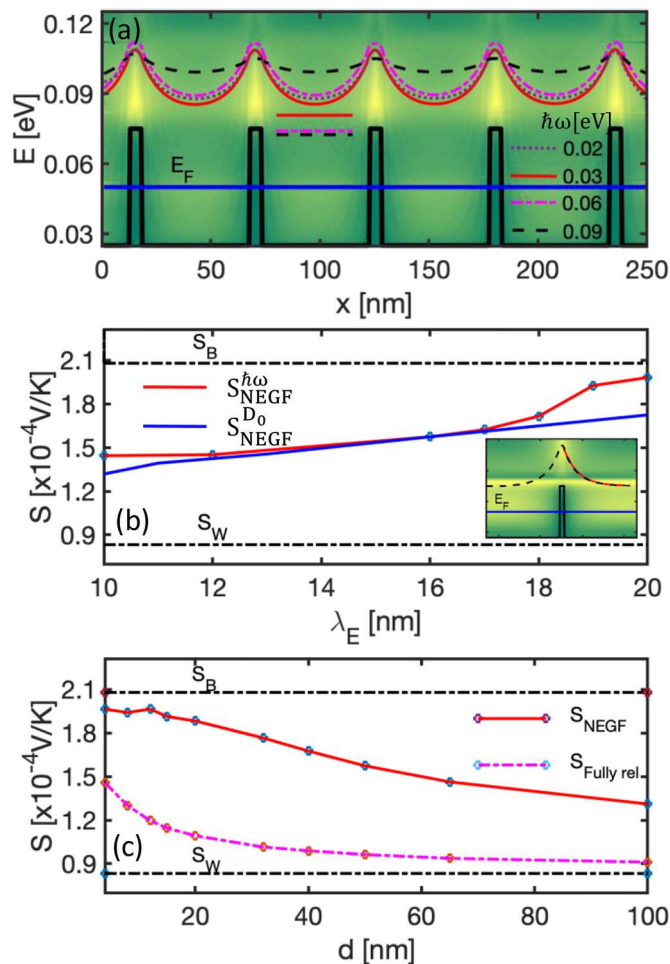 (a)
0.12
0.09
0.06
0.03
E [eV]
E_F
ħω[eV]
0.02
0.03
0.06
0.09
0 50 100 150 200 250
x [nm]
S_B
2.1
1.8
1.5
1.2
0.9
S [x10⁻⁴V/K]
S_NEGF^ħω
S_NEGF^D₀
E_F
(b)
S_W
10 12 14 16 18 20
λ_E [nm]
S_B
2.1
1.8
1.5
1.2
0.9
S [x10⁻⁴V/K]
S_NEGF
S_Fully rel.
(c)
S_W
20 40 60 80 100
d [nm]